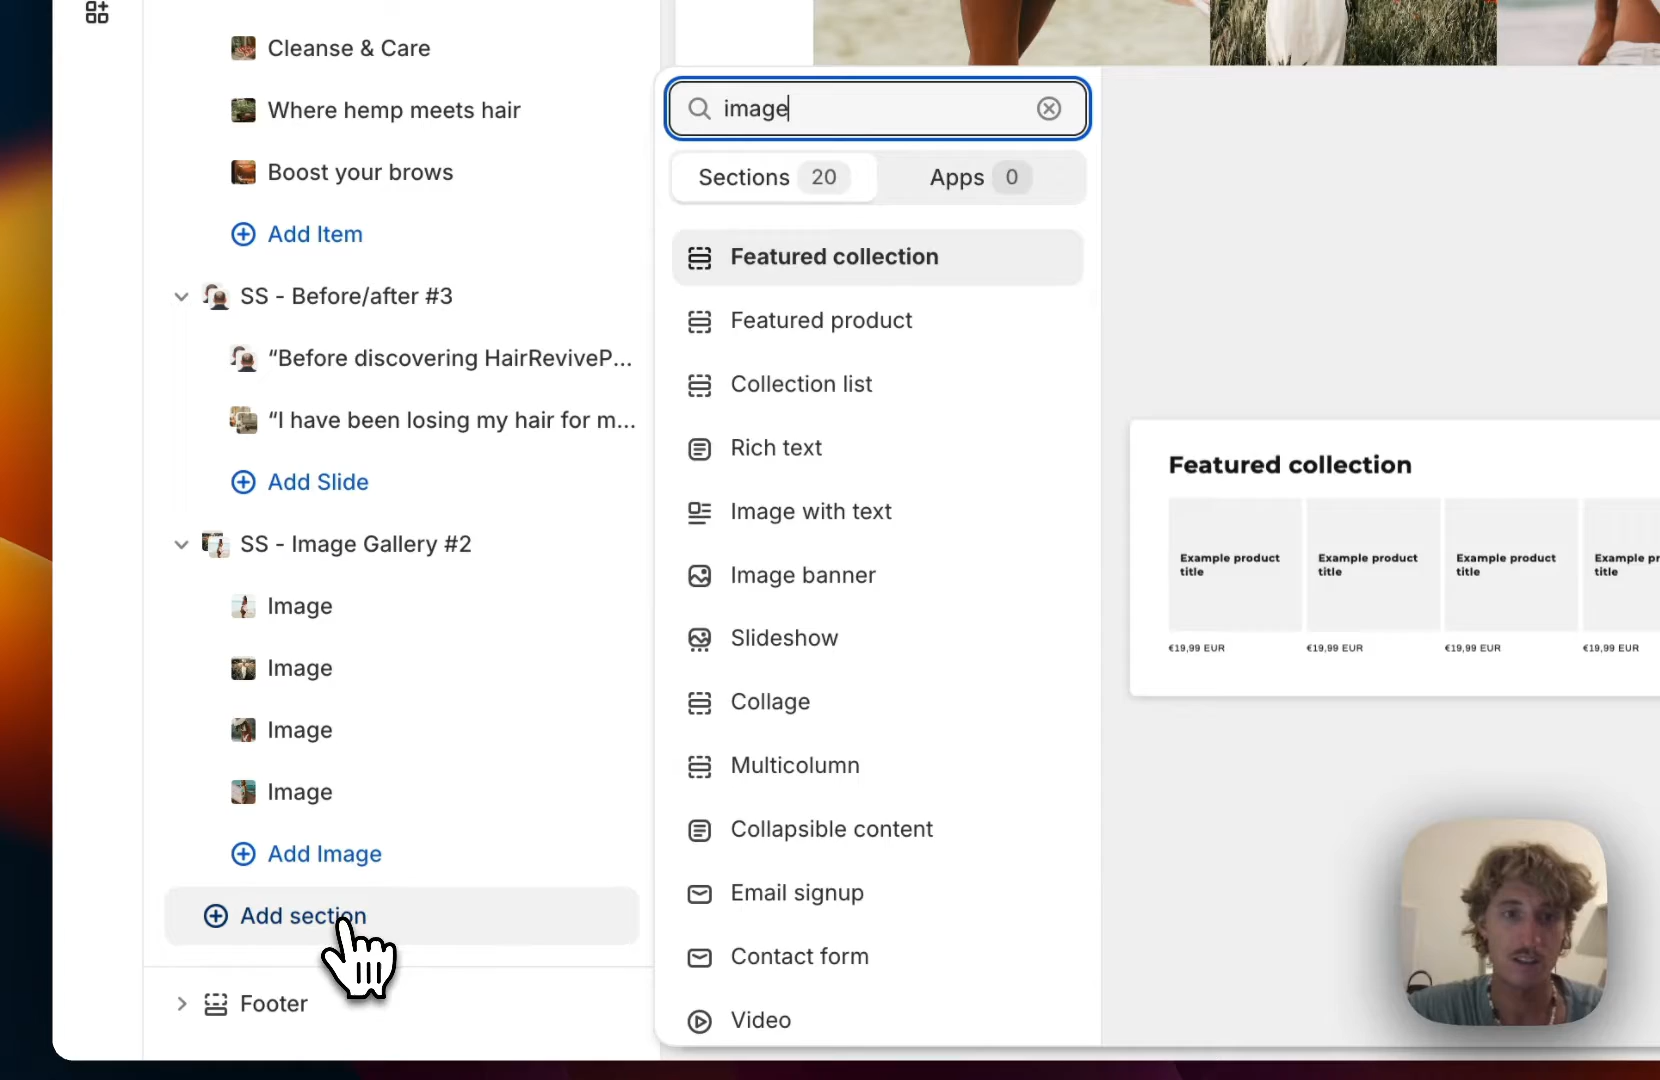 Cleanse & Care
Where hemp meets hair
Boost your brows
Add Item
SS - Before/after #3
“Before discovering HairReviveP...
“I have been losing my hair for m...
Add Slide
SS - Image Gallery #2
Image
Image
Image
Image
Add Image
Add section
Footer
image
Sections 20
Apps 0
Featured collection
Featured product
Collection list
Rich text
Image with text
Image banner
Slideshow
Collage
Multicolumn
Collapsible content
Email signup
Contact form
Video
Featured collection
Example product
title
Example product
title
Example product
title
Example pr
title
€19,99 EUR
€19,99 EUR
€19,99 EUR
€19,99 EUR